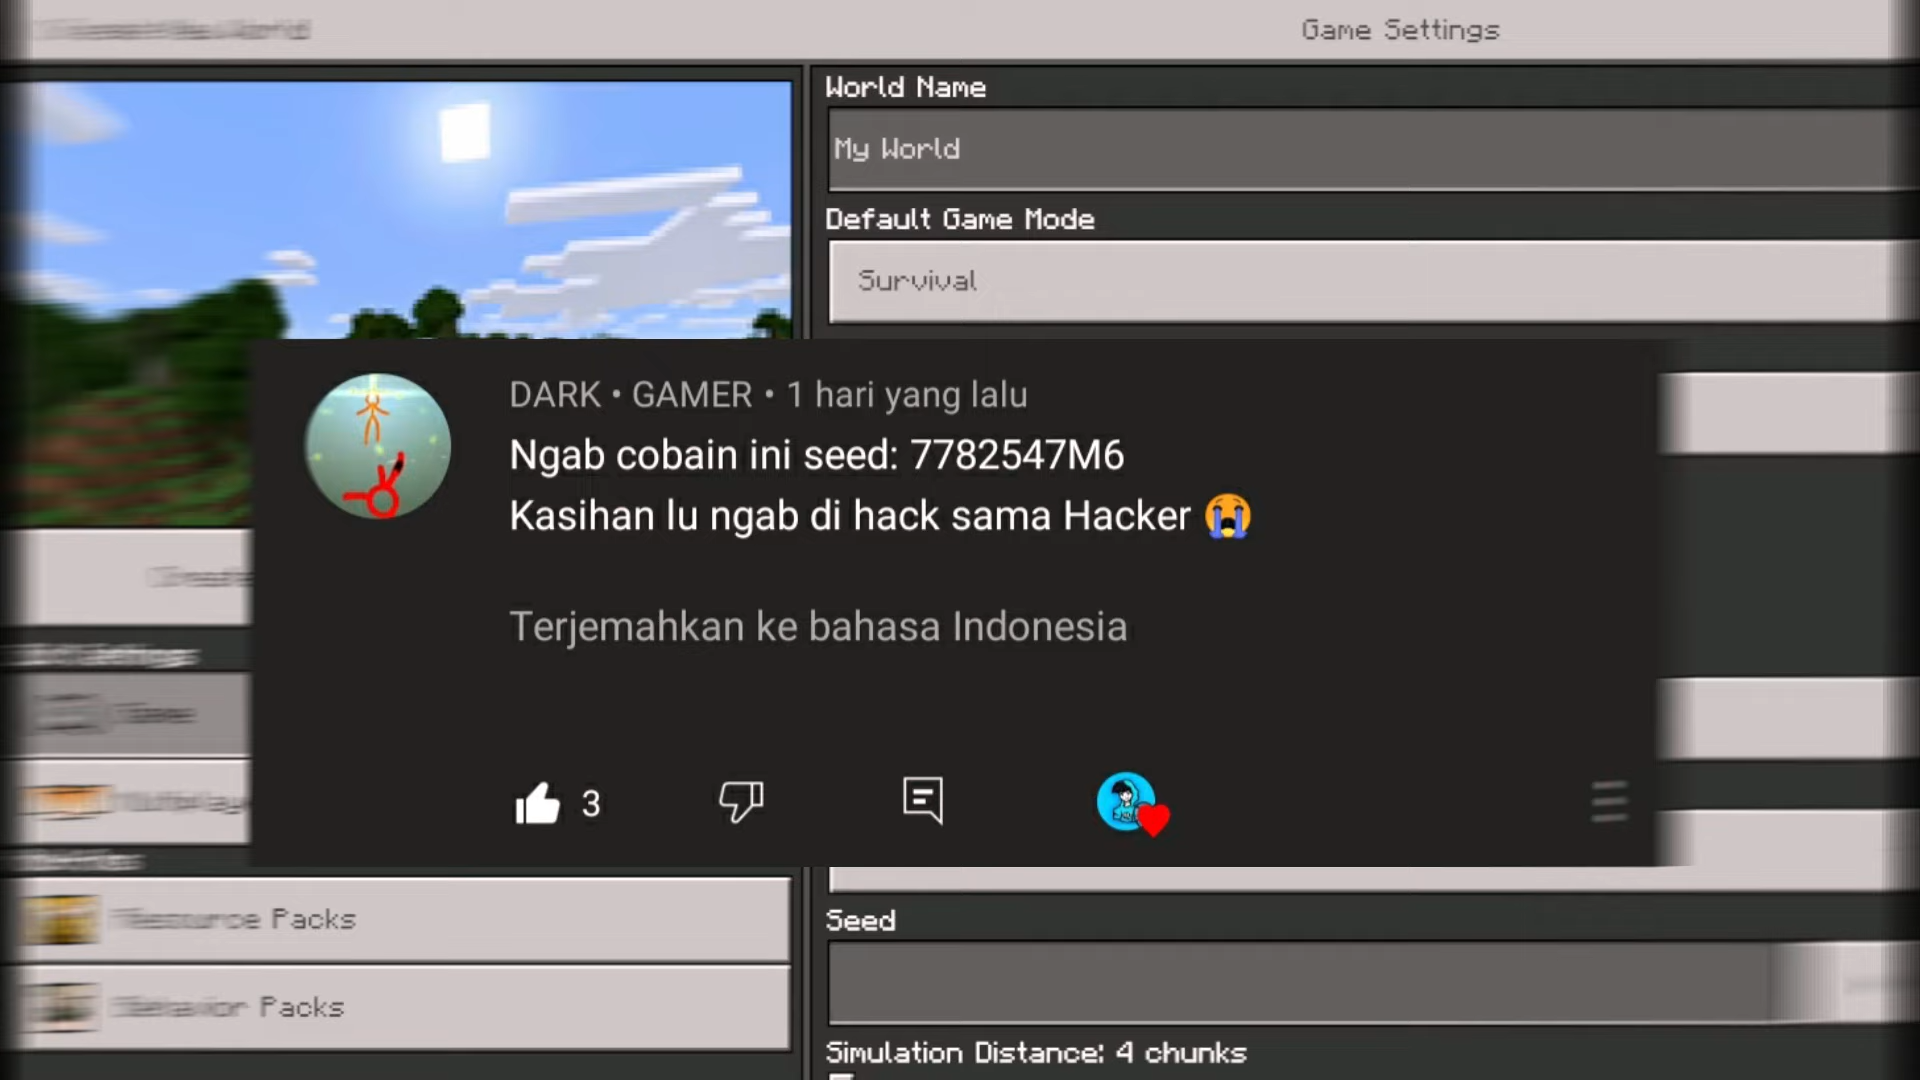 Game Settings
World Name
My World
Default Game Mode
Survival
DARK • GAMER • 1 hari yang lalu
Ngab cobain ini seed: 7782547M6
Kasihan lu ngab di hack sama Hacker 😭
Terjemahkan ke bahasa Indonesia
3
Resource Packs
Behavior Packs
Seed
Simulation Distance: 4 chunks